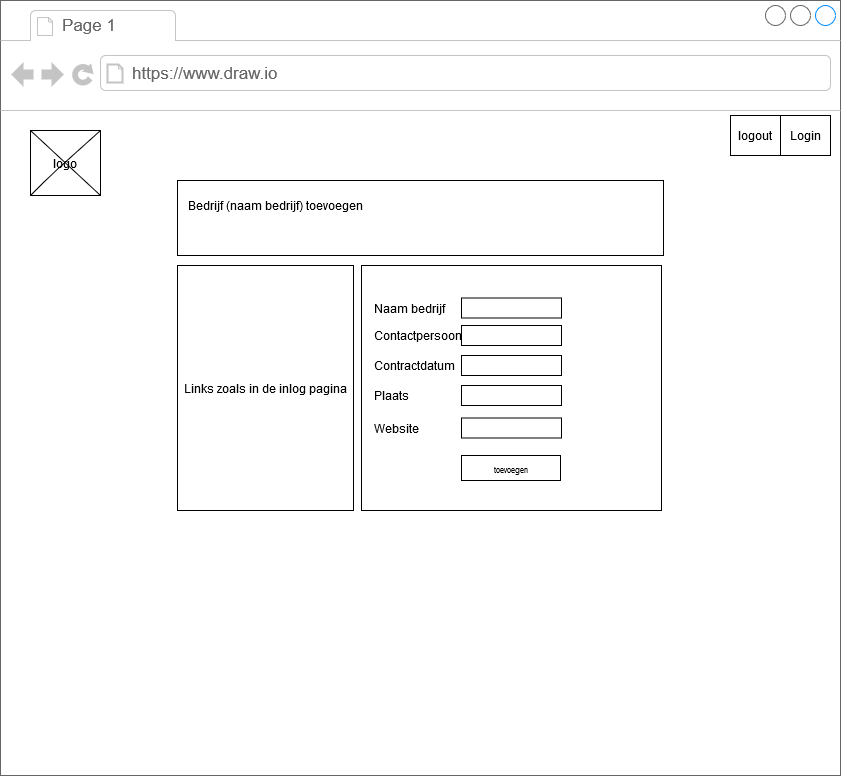 Page 1
https://www.draw.io
logout
Login
logo
Bedrijf (naam bedrijf) toevoegen
Links zoals in de inlog pagina
Naam bedrijf
Contactpersoon
Contractdatum
Plaats
Website
toevoegen